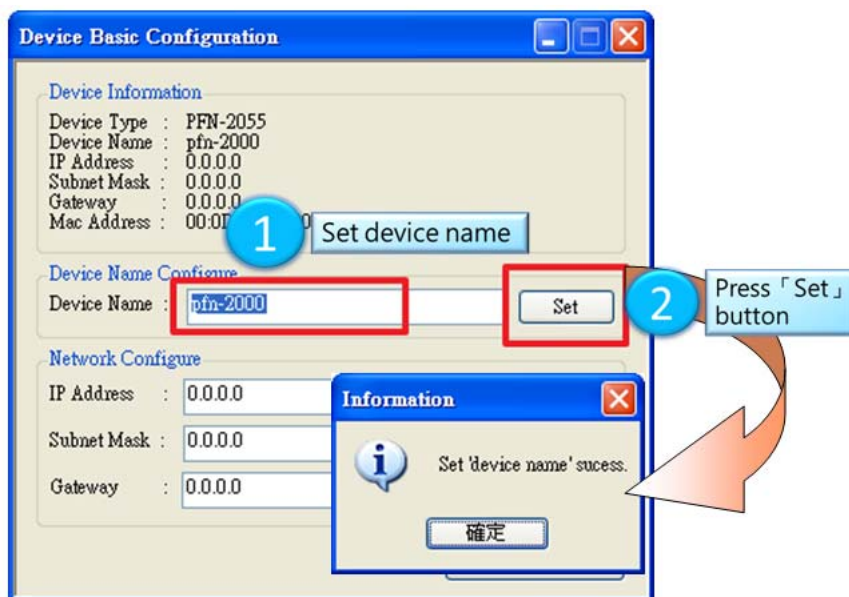 Device Basic Configuration
Device Information
Device Type : PFN-2055
Device Name : pfn-2000
IP Address : 0.0.0.0
Subnet Mask : 0.0.0.0
Gateway : 0.0.0.0
Mac Address : 00:0
1 Set device name
Device Name Configure
Device Name : pfn-2000
Set
2 Press「Set」
button
Network Configure
IP Address : 0.0.0.0
Subnet Mask : 0.0.0.0
Gateway : 0.0.0.0
Information
Set 'device name' sucess.
確定